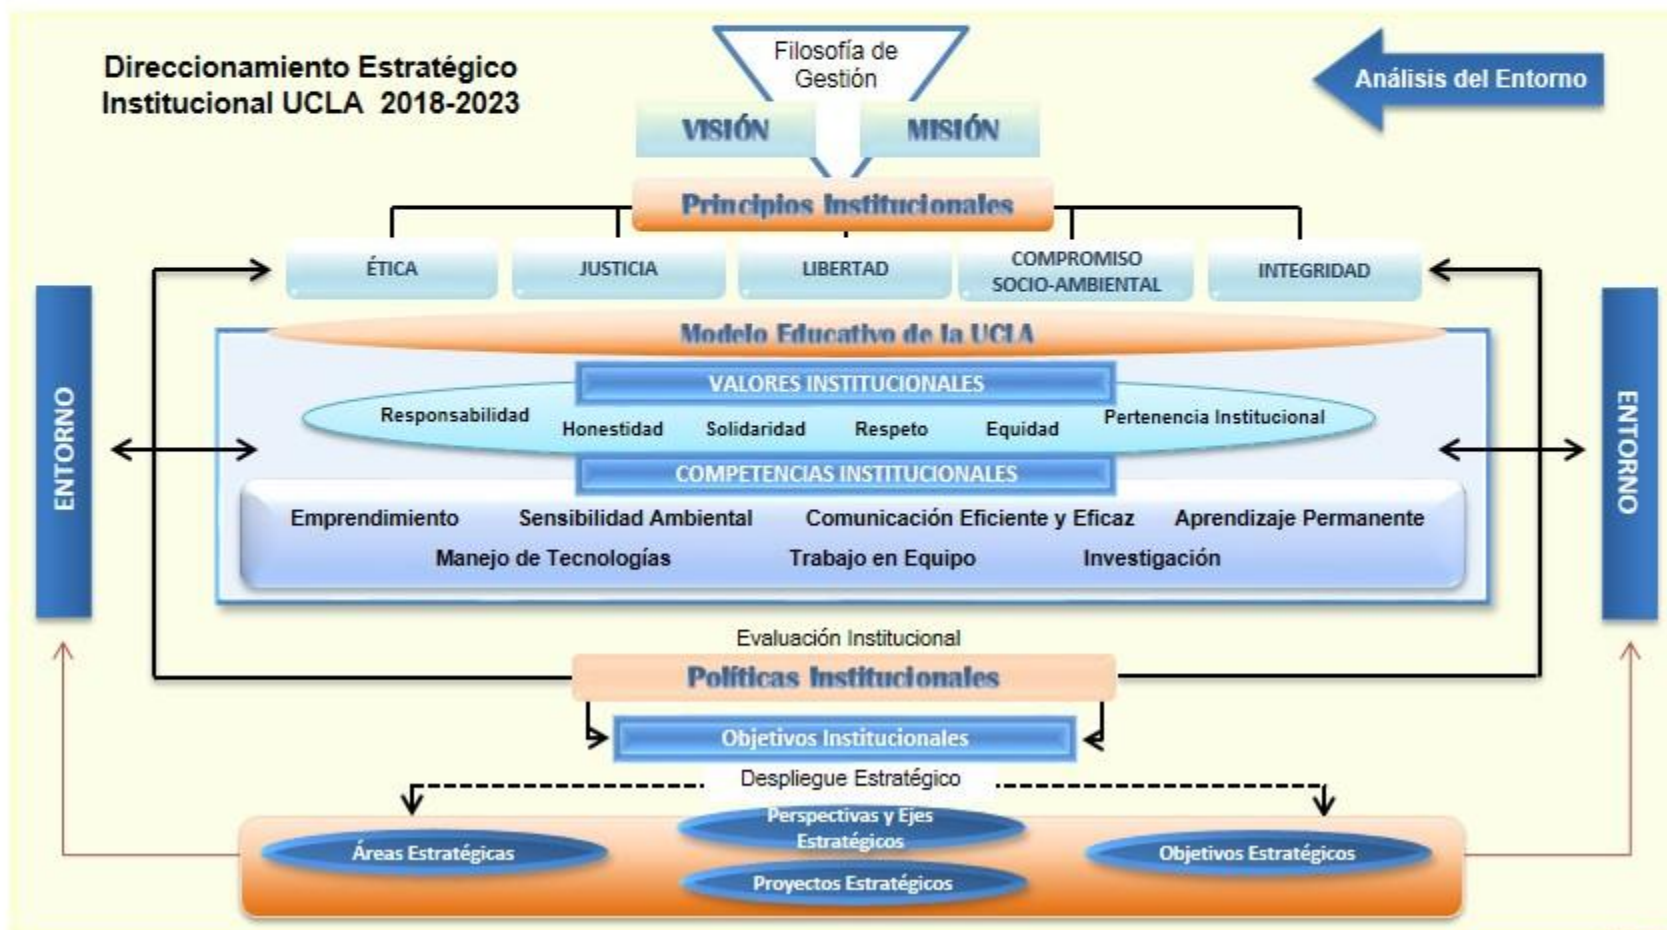 Direccionamiento Estratégico
Institucional UCLA 2018-2023
Filosofía de
Gestión
Análisis del Entorno
VISIÓN
MISIÓN
Principios Institucionales
ÉTICA
JUSTICIA
LIBERTAD
COMPROMISO
SOCIO-AMBIENTAL
INTEGRIDAD
Modelo Educativo de la UCLA
VALORES INSTITUCIONALES
Responsabilidad
Honestidad
Solidaridad
Respeto
Equidad
Pertenencia Institucional
COMPETENCIAS INSTITUCIONALES
Emprendimiento
Sensibilidad Ambiental
Comunicación Eficiente y Eficaz
Aprendizaje Permanente
Manejo de Tecnologías
Trabajo en Equipo
Investigación
ENTORNO
ENTORNO
Evaluación Institucional
Políticas Institucionales
Objetivos Institucionales
Despliegue Estratégico
Áreas Estratégicas
Perspectivas y Ejes
Estratégicos
Proyectos Estratégicos
Objetivos Estratégicos